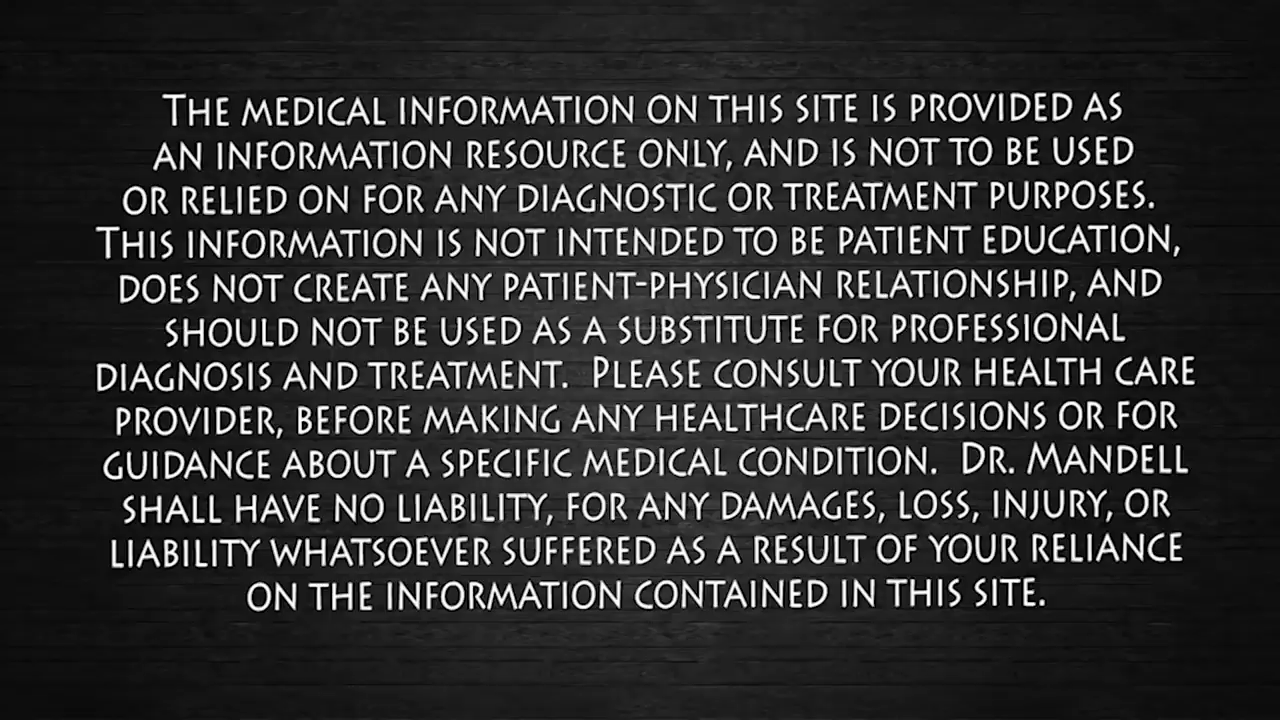 The medical information on this site is provided as
an information resource only, and is not to be used
or relied on for any diagnostic or treatment purposes.
This information is not intended to be patient education,
does not create any patient-physician relationship, and
should not be used as a substitute for professional
diagnosis and treatment.  Please consult your health care
provider, before making any healthcare decisions or for
guidance about a specific medical condition.  Dr. Mandell
shall have no liability, for any damages, loss, injury, or
liability whatsoever suffered as a result of your reliance
on the information contained in this site.